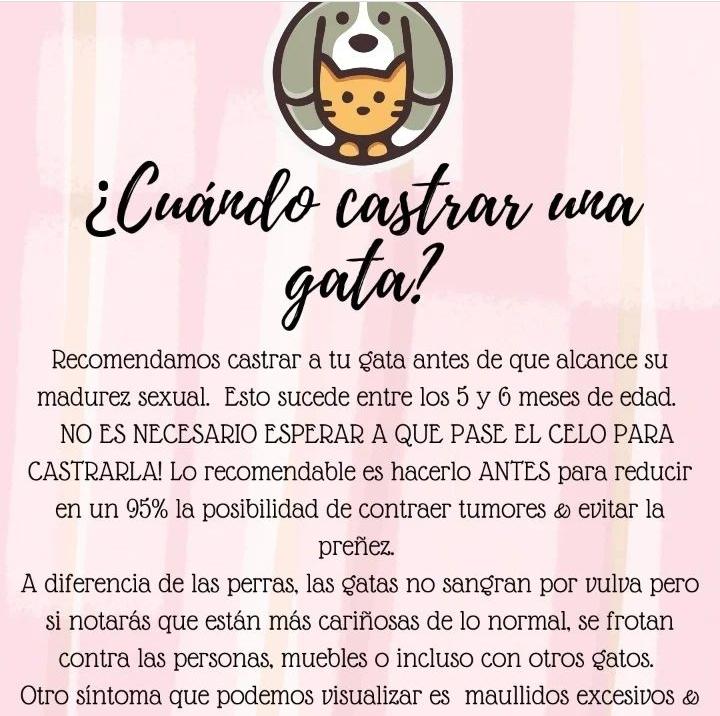 ¿Cuándo castrar una
gata?
Recomendamos castrar a tu gata antes de que alcance su
madurez sexual. Esto sucede entre los 5 y 6 meses de edad.
NO ES NECESARIO ESPERAR A QUE PASE EL CELO PARA
CASTRARLA! Lo recomendable es hacerlo ANTES para reducir
en un 95% la posibilidad de contraer tumores & evitar la
preñez.
A diferencia de las perras, las gatas no sangran por vulva pero
si notarás que están más cariñosas de lo normal, se frotan
contra las personas, muebles o incluso con otros gatos.
Otro síntoma que podemos visualizar es maullidos excesivos &